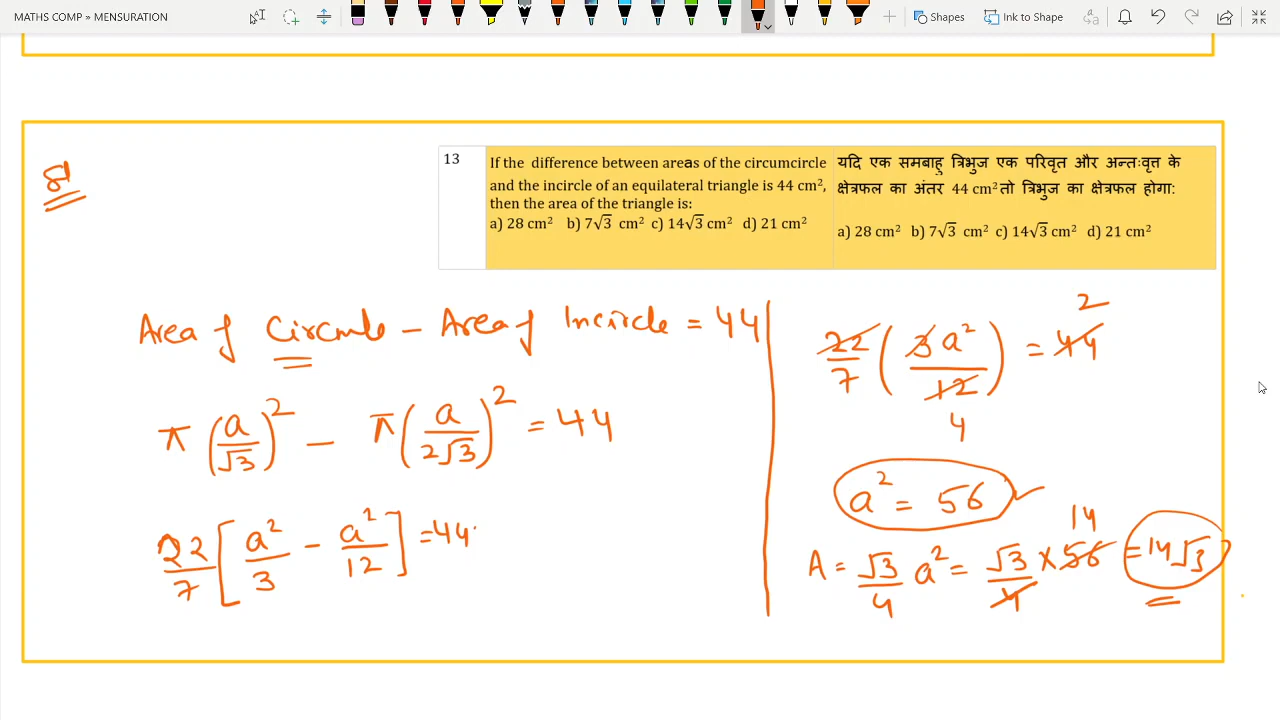 MATHS COMP » MENSURATION
Shapes
Ink to Shape
13
If the difference between areas of the circumcircle
and the incircle of an equilateral triangle is 44 cm²,
then the area of the triangle is:
a) 28 cm² b) 7√3 cm² c) 14√3 cm² d) 21 cm²
यदि एक समबाहु त्रिभुज एक परिवृत और अन्तःवृत्त के
क्षेत्रफल का अंतर 44 cm² तो त्रिभुज का क्षेत्रफल होगा:
a) 28 cm² b) 7√3 cm² c) 14√3 cm² d) 21 cm²
Area of Circule – Area of Incircle = 44
π (a/√3)² – π (a/2√3)² = 44
22/7 [a²/3 – a²/12] = 44
22/7 (3a²/12) = 44
2
4
a² = 56
14
A = √3/4 a² = √3/4 × 56 = 14√3